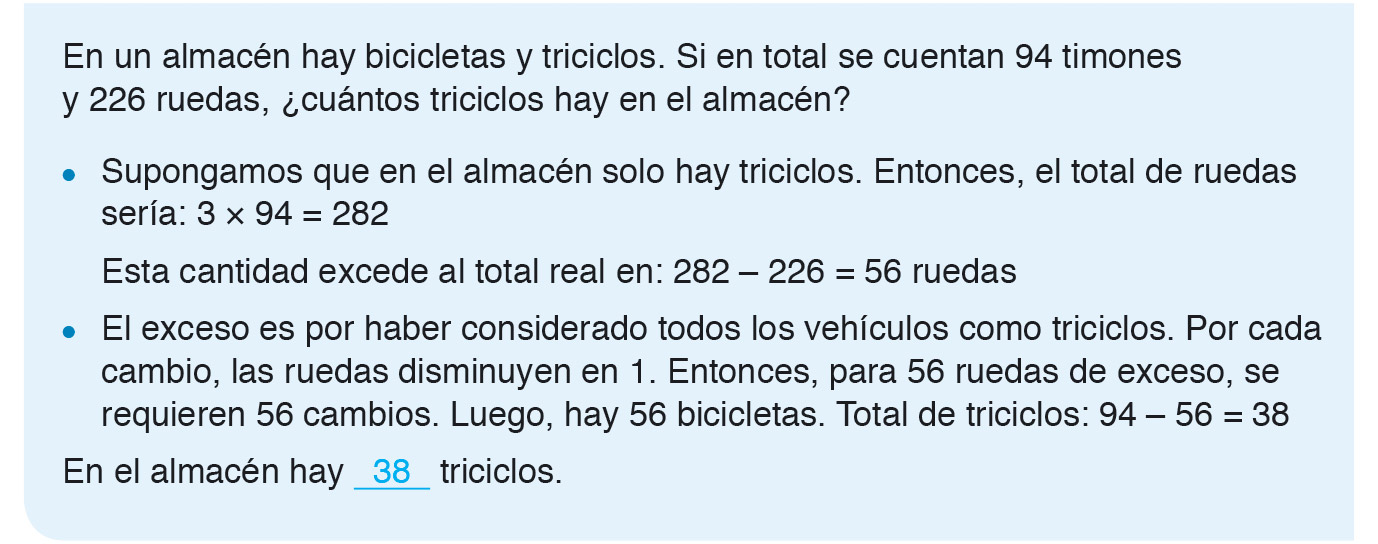 En un almacén hay bicicletas y triciclos. Si en total se cuentan 94 timones
y 226 ruedas, ¿cuántos triciclos hay en el almacén?
• Supongamos que en el almacén solo hay triciclos. Entonces, el total de ruedas
sería: 3 × 94 = 282
Esta cantidad excede al total real en: 282 – 226 = 56 ruedas
• El exceso es por haber considerado todos los vehículos como triciclos. Por cada
cambio, las ruedas disminuyen en 1. Entonces, para 56 ruedas de exceso, se
requieren 56 cambios. Luego, hay 56 bicicletas. Total de triciclos: 94 – 56 = 38
En el almacén hay 38 triciclos.